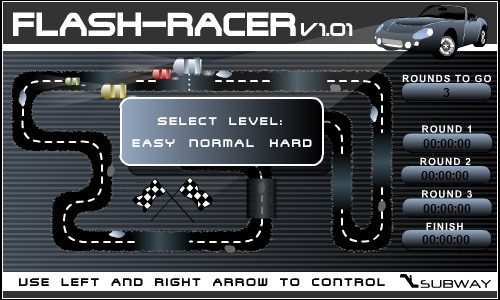 FLASH-RACER V1.01
ROUNDS TO GO
3
SELECT LEVEL:
EASY NORMAL HARD
ROUND 1
00:00:00
ROUND 2
00:00:00
ROUND 3
00:00:00
FINISH
00:00:00
USE LEFT AND RIGHT ARROW TO CONTROL
SUBWAY